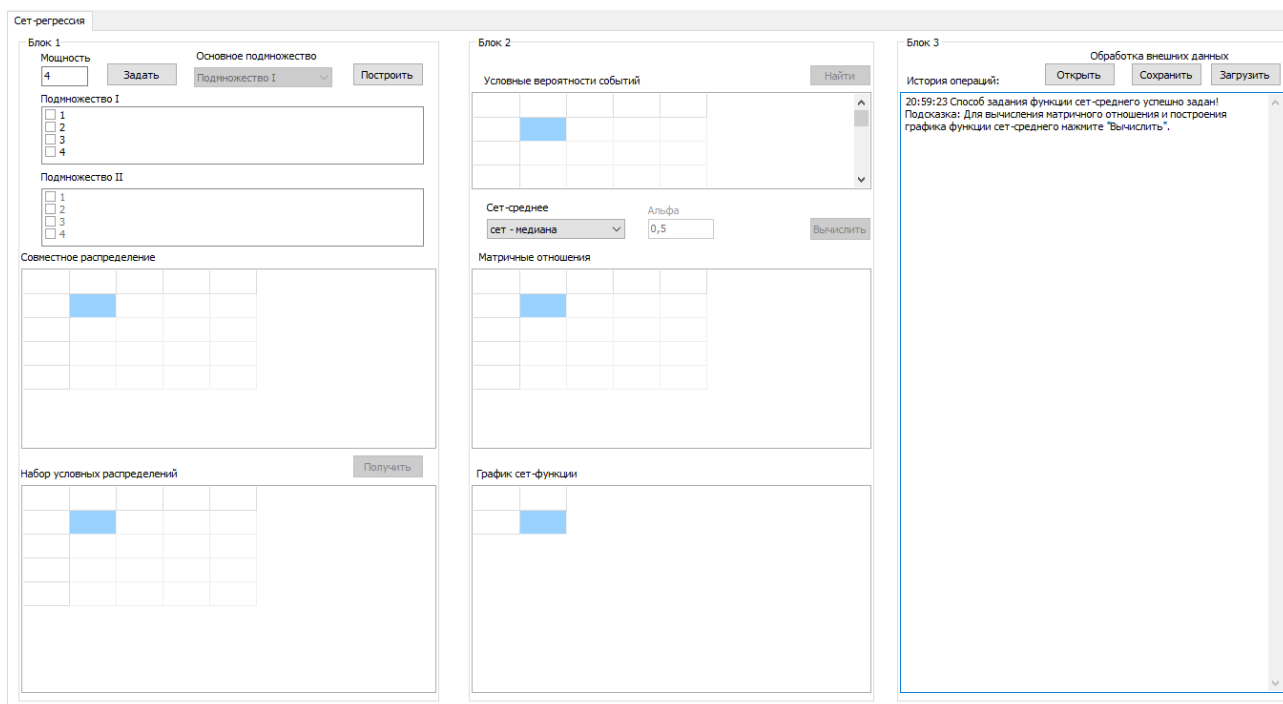 Сет-регрессия
Блок 1
Мощность
4
Задать
Основное подмножество
Подмножество I
Построить
Подмножество I
1
2
3
4
Подмножество II
1
2
3
4
Совместное распределение
Набор условных распределений
Получить
Блок 2
Условные вероятности событий
Найти
Сет-среднее
сет - медиана
Альфа
0,5
Вычислить
Матричные отношения
График сет-функции
Блок 3
Обработка внешних данных
История операций:
Открыть
Сохранить
Загрузить
20:59:23 Способ задания функции сет-среднего успешно задан!
Подсказка: Для вычисления матричного отношения и построения
графика функции сет-среднего нажмите "Вычислить".